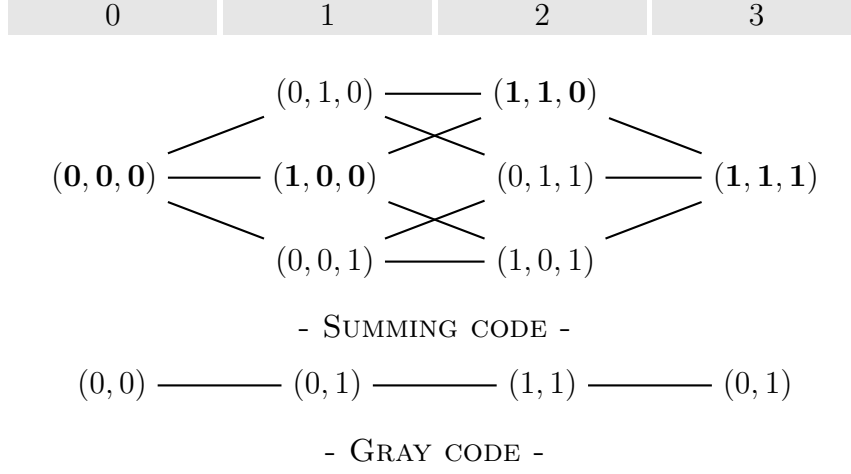 0 1 2 3
(0, 1, 0) (1, 1, 0)
(0, 0, 0) (1, 0, 0) (0, 1, 1) (1, 1, 1)
(0, 0, 1) (1, 0, 1)
- SUMMING CODE -
(0, 0) (0, 1) (1, 1) (0, 1)
- GRAY CODE -